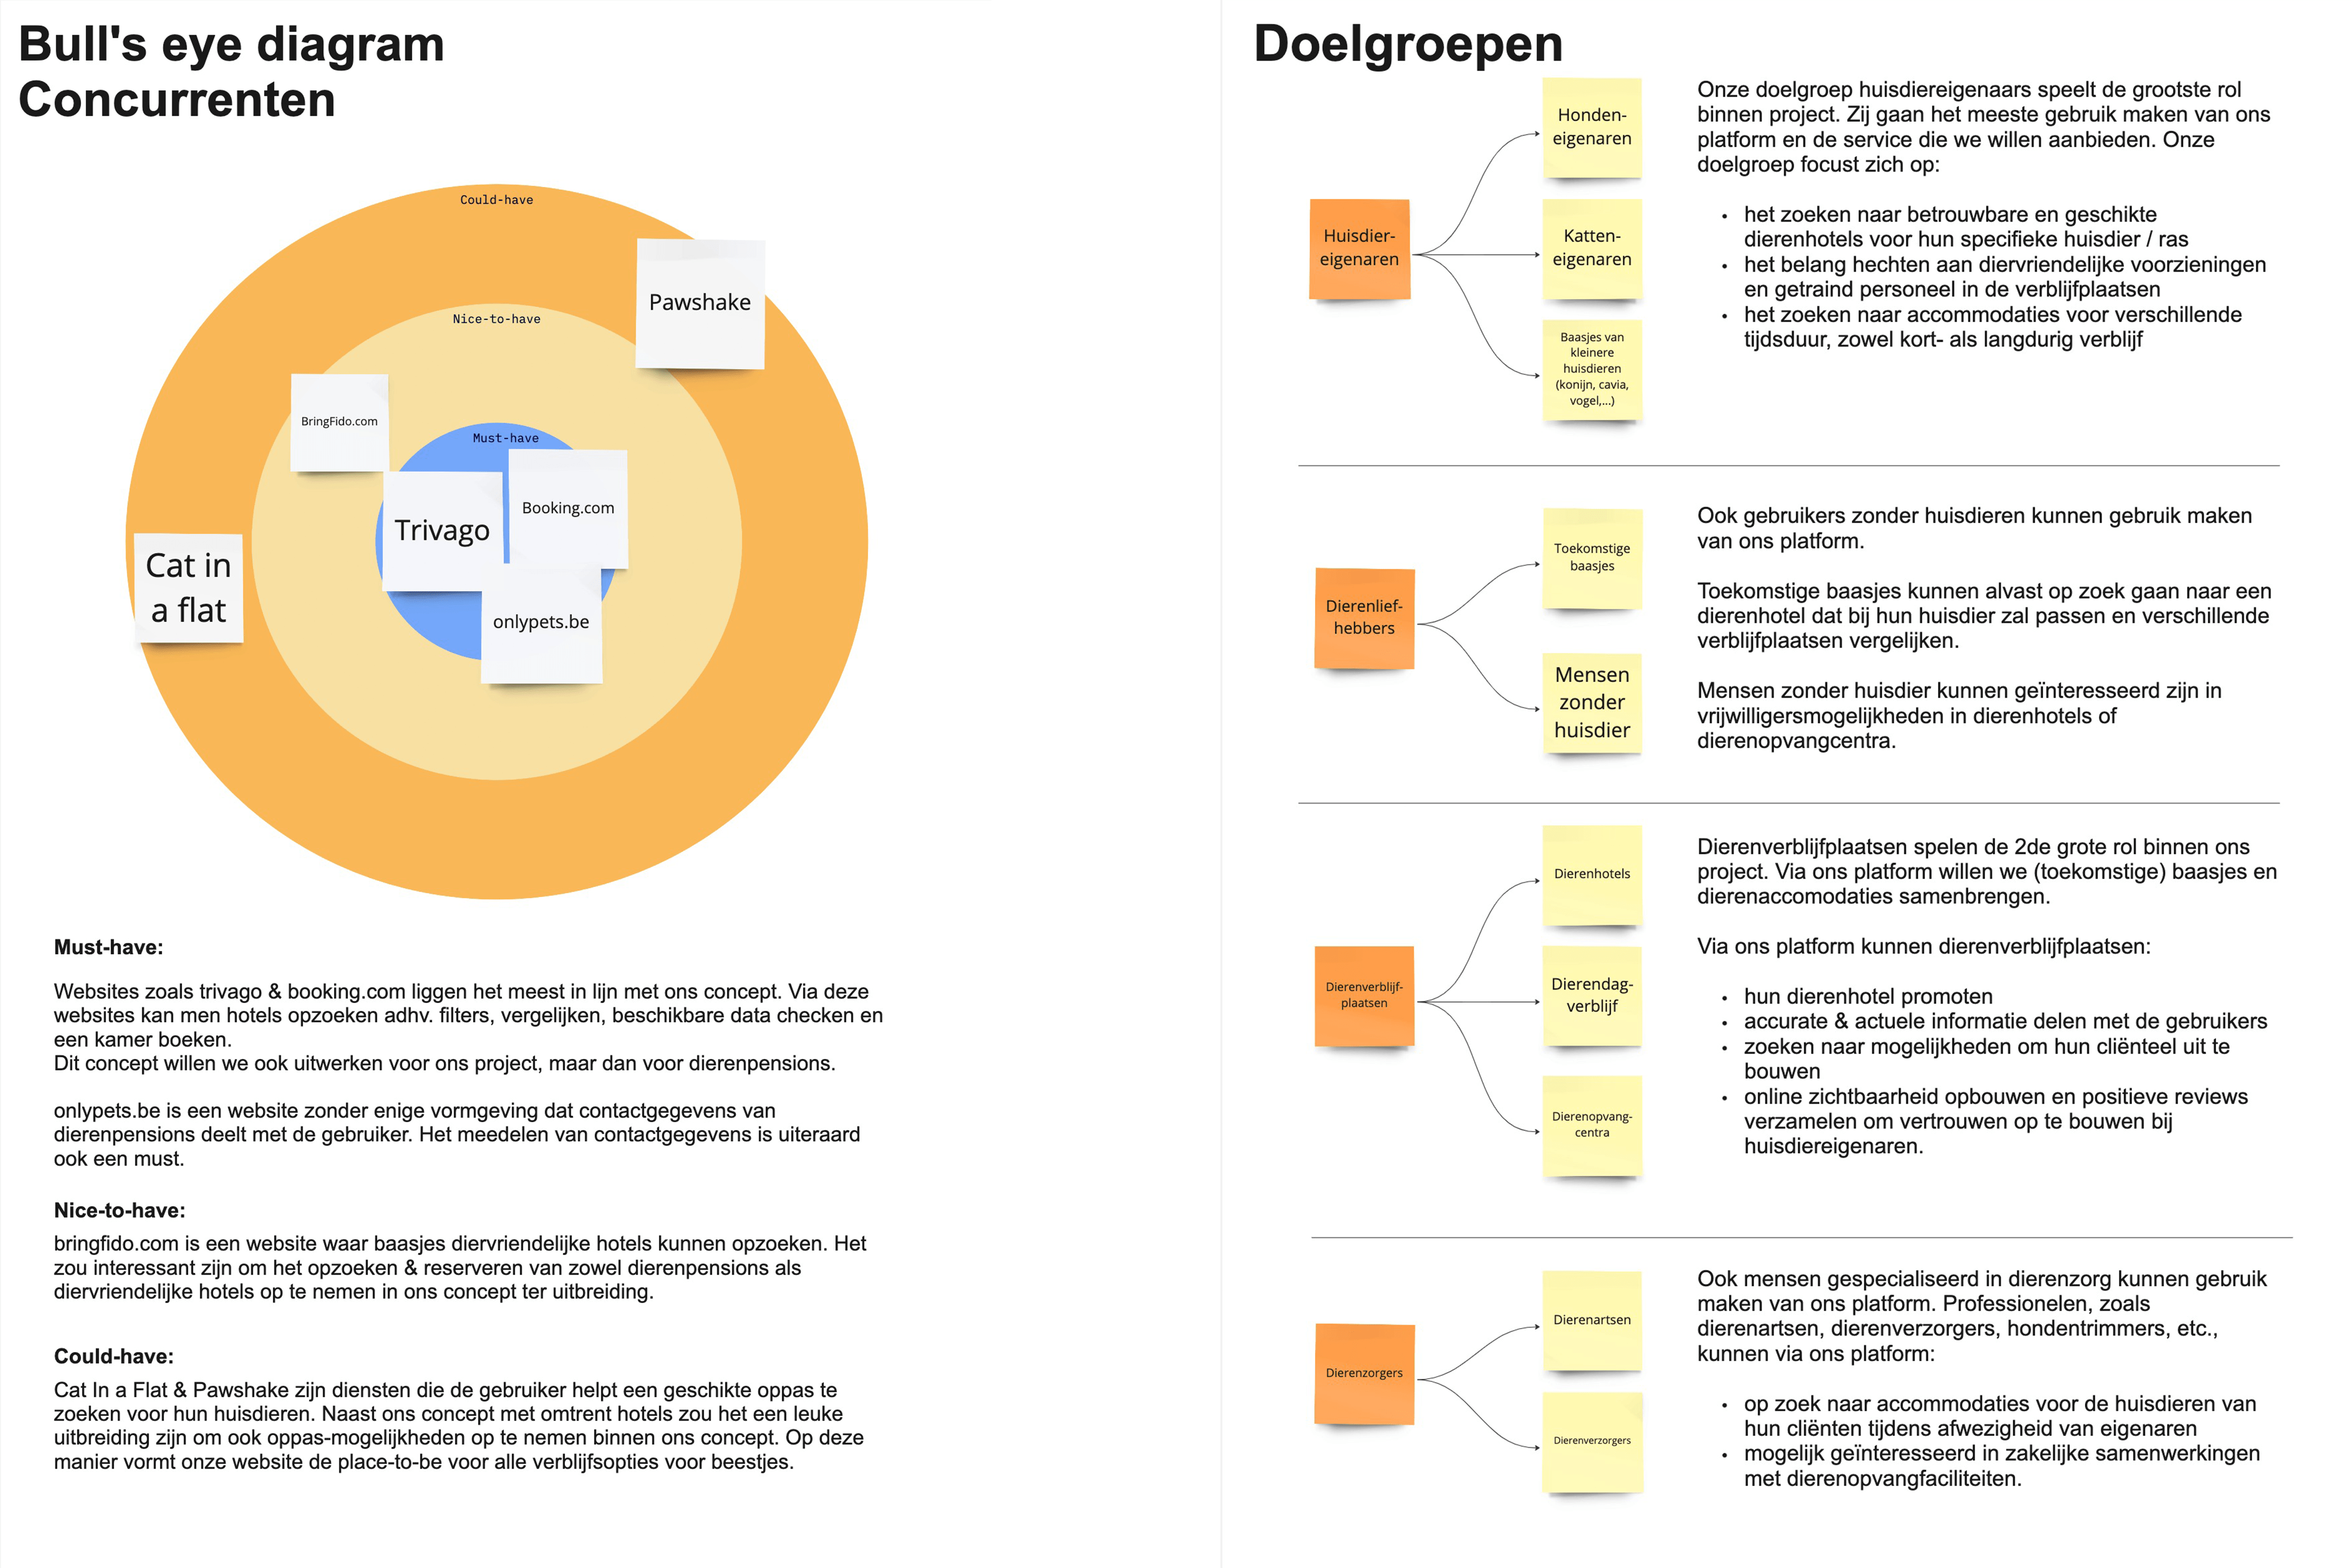 Bull's eye diagram
Concurrenten
Could-have
Pawshake
Nice-to-have
BringFido.com
Must-have
Booking.com
Trivago
Cat in
a flat
onlypets.be
Must-have:
Websites zoals trivago & booking.com liggen het meest in lijn met ons concept. Via deze
websites kan men hotels opzoeken adhv. filters, vergelijken, beschikbare data checken en
een kamer boeken.
Dit concept willen we ook uitwerken voor ons project, maar dan voor dierenpensions.
onlypets.be is een website zonder enige vormgeving dat contactgegevens van
dierenpensions deelt met de gebruiker. Het meedelen van contactgegevens is uiteraard
ook een must.
Nice-to-have:
bringfido.com is een website waar baasjes diervriendelijke hotels kunnen opzoeken. Het
zou interessant zijn om het opzoeken & reserveren van zowel dierenpensions als
diervriendelijke hotels op te nemen in ons concept ter uitbreiding.
Could-have:
Cat In a Flat & Pawshake zijn diensten die de gebruiker helpt een geschikte oppas te
zoeken voor hun huisdieren. Naast ons concept met omtrent hotels zou het een leuke
uitbreiding zijn om ook oppas-mogelijkheden op te nemen binnen ons concept. Op deze
manier vormt onze website de place-to-be voor alle verblijfsopties voor beestjes.
Doelgroepen
Huisdier-
eigenaren
Honden-
eigenaren
Katten-
eigenaren
Baasjes van
kleinere
huisdieren
(konijn, cavia,
vogel,...)
Onze doelgroep huisdiereigenaars speelt de grootste rol
binnen project. Zij gaan het meeste gebruik maken van ons
platform en de service die we willen aanbieden. Onze
doelgroep focust zich op:
• het zoeken naar betrouwbare en geschikte
dierenhotels voor hun specifieke huisdier / ras
• het belang hechten aan diervriendelijke voorzieningen
en getraind personeel in de verblijfplaatsen
• het zoeken naar accommodaties voor verschillende
tijdsduur, zowel kort- als langdurig verblijf
Dierenlief-
hebbers
Toekomstige
baasjes
Mensen
zonder
huisdier
Ook gebruikers zonder huisdieren kunnen gebruik maken
van ons platform.
Toekomstige baasjes kunnen alvast op zoek gaan naar een
dierenhotel dat bij hun huisdier zal passen en verschillende
verblijfplaatsen vergelijken.
Mensen zonder huisdier kunnen geïnteresseerd zijn in
vrijwilligersmogelijkheden in dierenhotels of
dierenopvangcentra.
Dierenverblijf-
plaatsen
Dierenhotels
Dierendag-
verblijf
Dierenopvang-
centra
Dierenverblijfplaatsen spelen de 2de grote rol binnen ons
project. Via ons platform willen we (toekomstige) baasjes en
dierenaccomodaties samenbrengen.
Via ons platform kunnen dierenverblijfplaatsen:
• hun dierenhotel promoten
• accurate & actuele informatie delen met de gebruikers
• zoeken naar mogelijkheden om hun cliënteel uit te
bouwen
• online zichtbaarheid opbouwen en positieve reviews
verzamelen om vertrouwen op te bouwen bij
huisdiereigenaren.
Dierenzorgers
Dierenartsen
Dierenverzorgers
Ook mensen gespecialiseerd in dierenzorg kunnen gebruik
maken van ons platform. Professionelen, zoals
dierenartsen, dierenverzorgers, hondentrimmers, etc.,
kunnen via ons platform:
• op zoek naar accommodaties voor de huisdieren van
hun cliënten tijdens afwezigheid van eigenaren
• mogelijk geïnteresseerd in zakelijke samenwerkingen
met dierenopvangfaciliteiten.